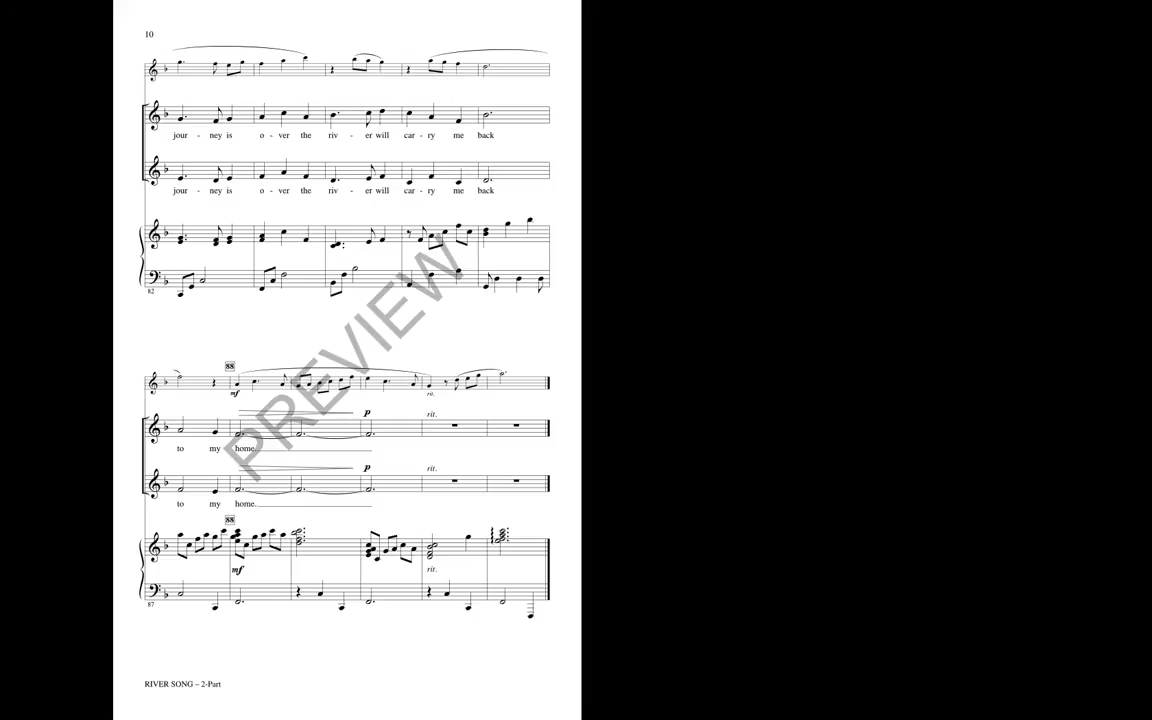 10
jour - ney is o - ver the riv - er will car - ry me back
jour - ney is o - ver the riv - er will car - ry me back
82
88
mf rit.
p rit.
to my home.
p rit.
to my home.
88
mf rit.
87
PREVIEW
RIVER SONG – 2-Part